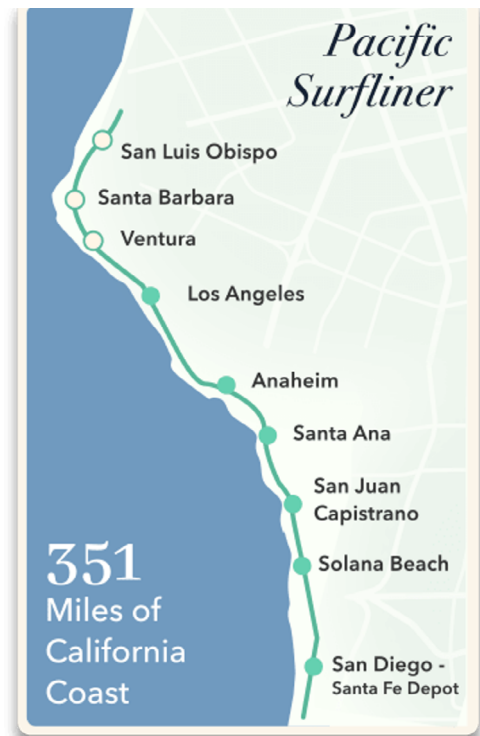 Pacific
Surfliner
San Luis Obispo
Santa Barbara
Ventura
Los Angeles
Anaheim
Santa Ana
San Juan
Capistrano
Solana Beach
San Diego -
Santa Fe Depot
351
Miles of
California
Coast